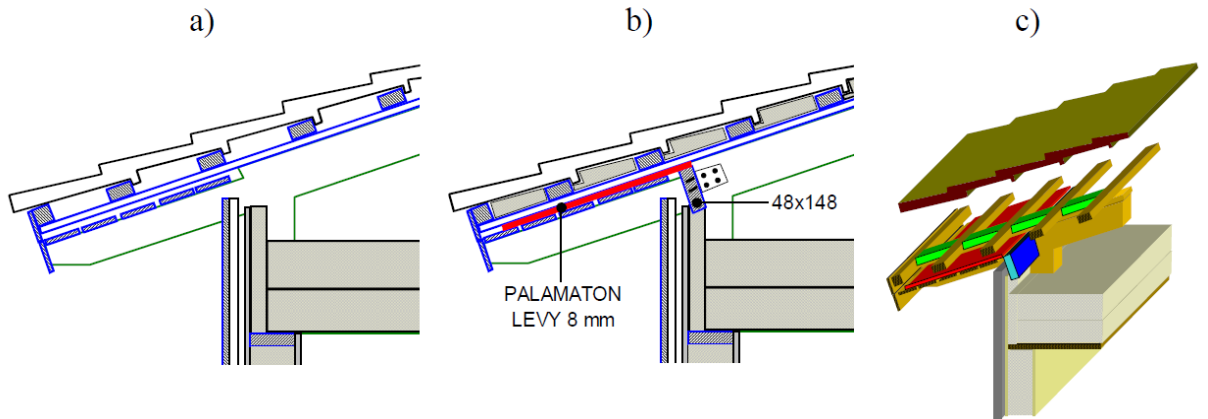 a)
b)
c)
48x148
PALAMATON
LEVY 8 mm